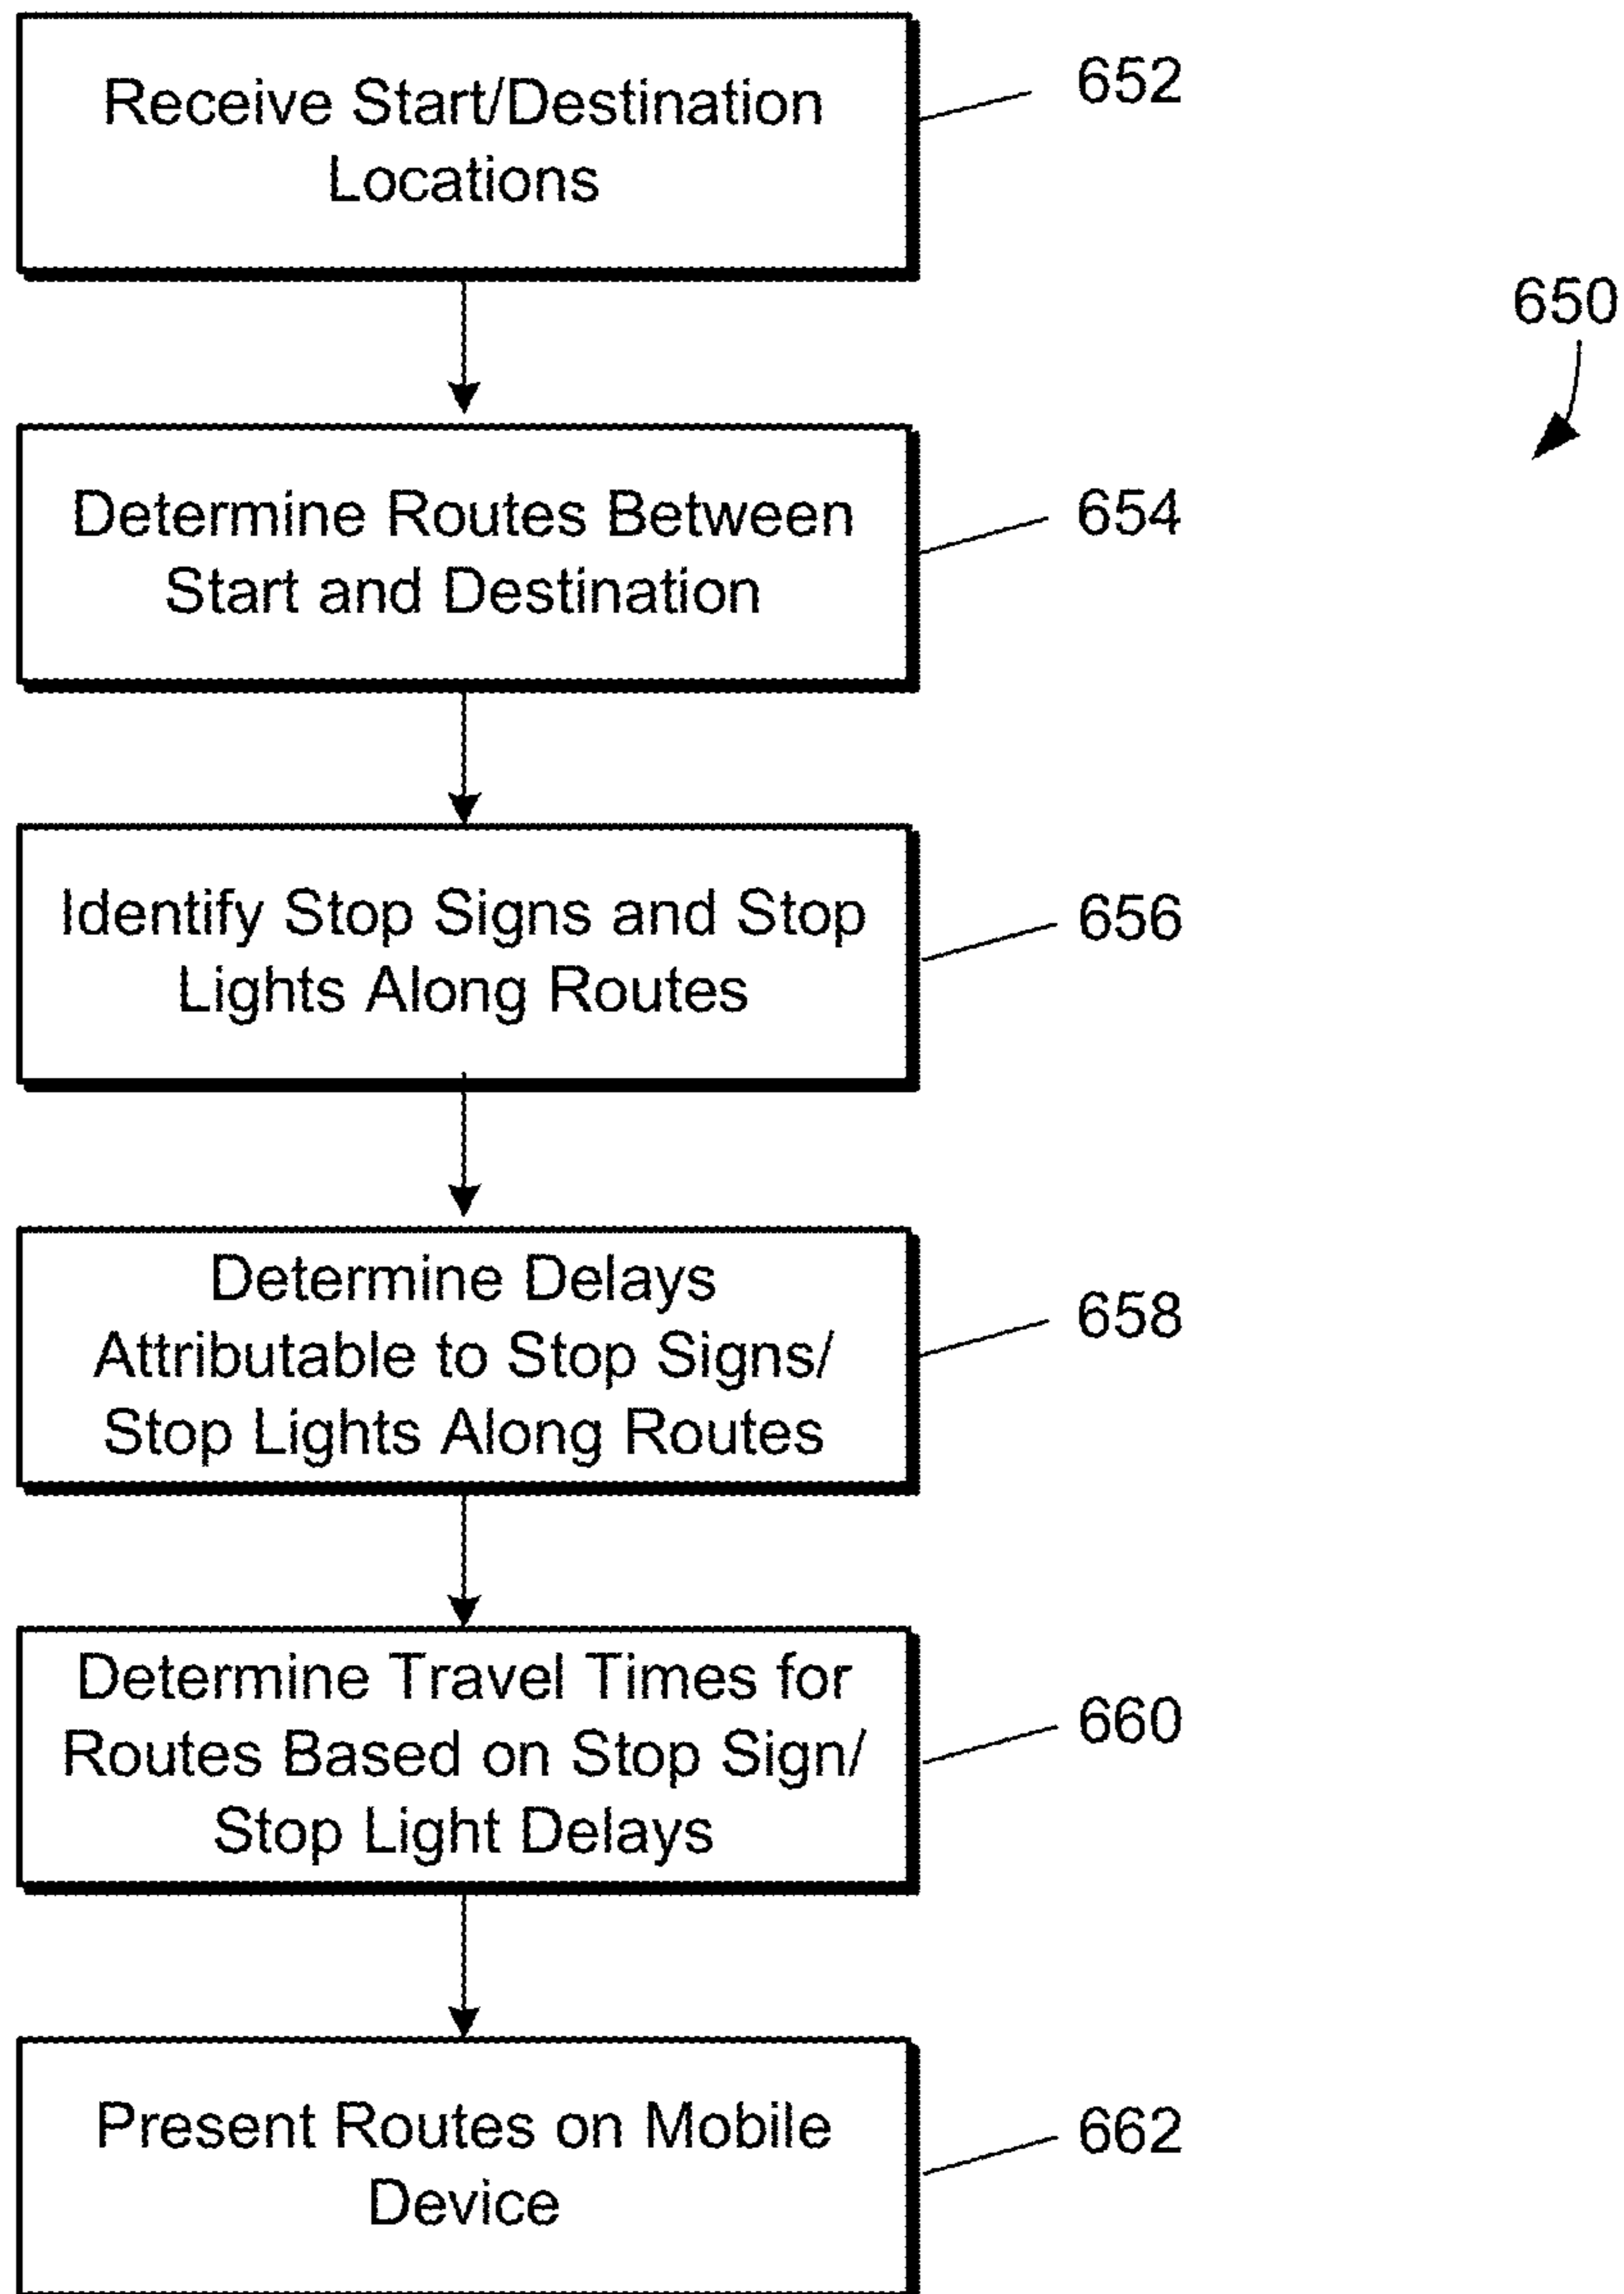 Receive Start/Destination
Locations
652
650
Determine Routes Between
Start and Destination
654
Identify Stop Signs and Stop
Lights Along Routes
656
Determine Delays
Attributable to Stop Signs/
Stop Lights Along Routes
658
Determine Travel Times for
Routes Based on Stop Sign/
Stop Light Delays
660
Present Routes on Mobile
Device
662